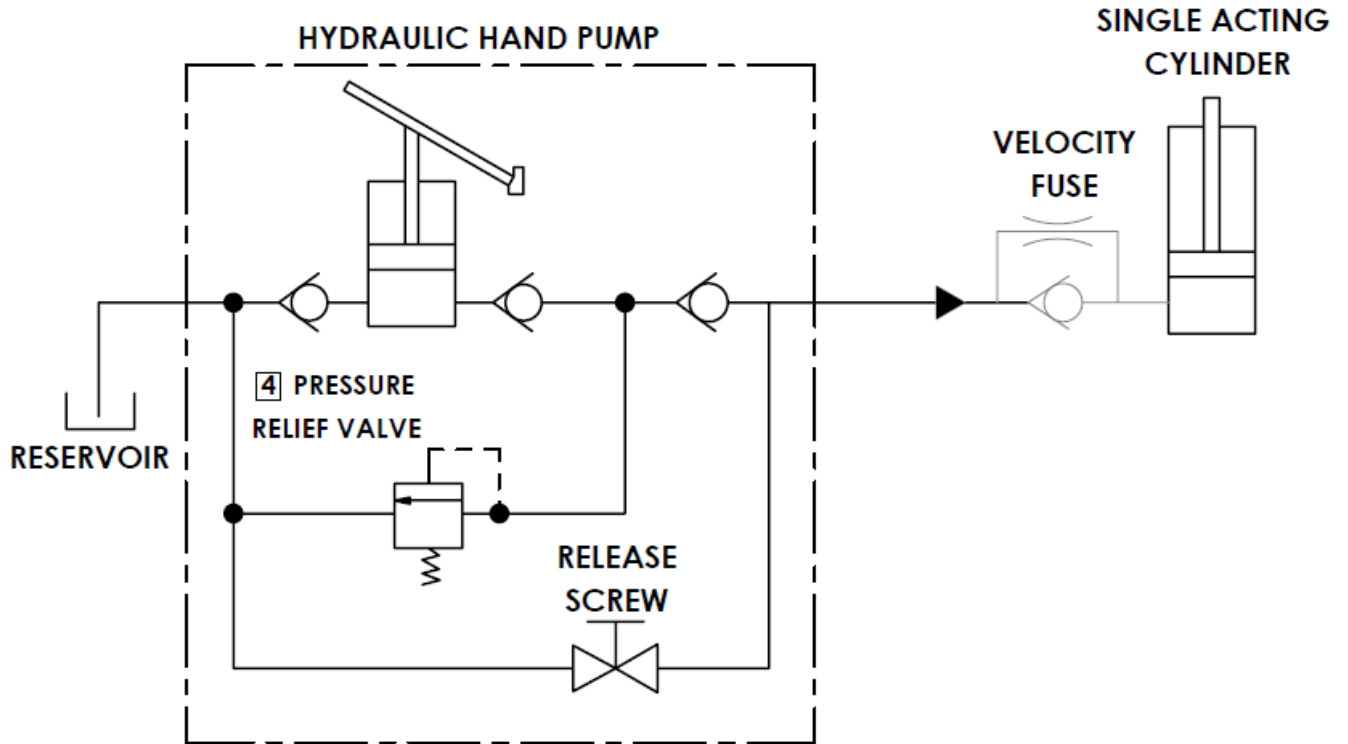 HYDRAULIC HAND PUMP
SINGLE ACTING
CYLINDER
VELOCITY
FUSE
4 PRESSURE
RELIEF VALVE
RESERVOIR
RELEASE
SCREW